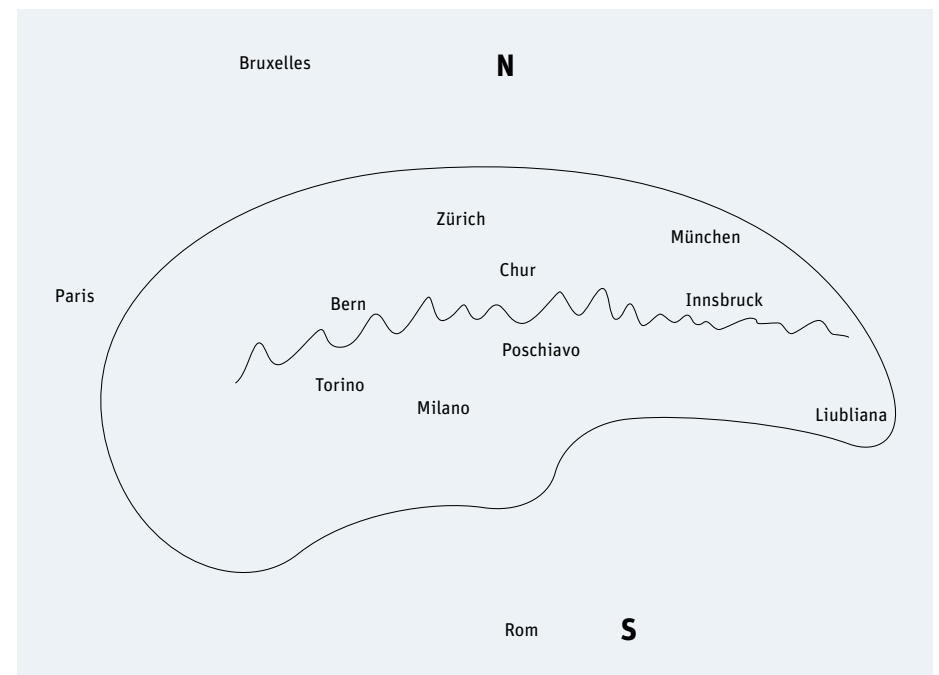 Bruxelles
N
Zürich
München
Chur
Paris
Bern
Innsbruck
Poschiavo
Torino
Milano
Liubliana
Rom
S